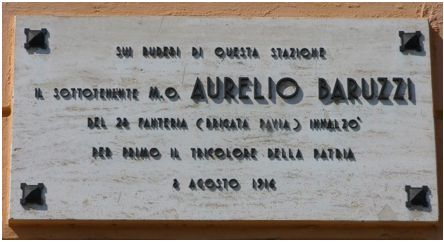 SUI RUDERI DI QUESTA STAZIONE
IL SOTTOTENENTE M.O. AURELIO BARUZZI
DEL 28 FANTERIA (BRIGATA PAVIA) INNALZO'
PER PRIMO IL TRICOLORE DELLA PATRIA
8 AGOSTO 1916